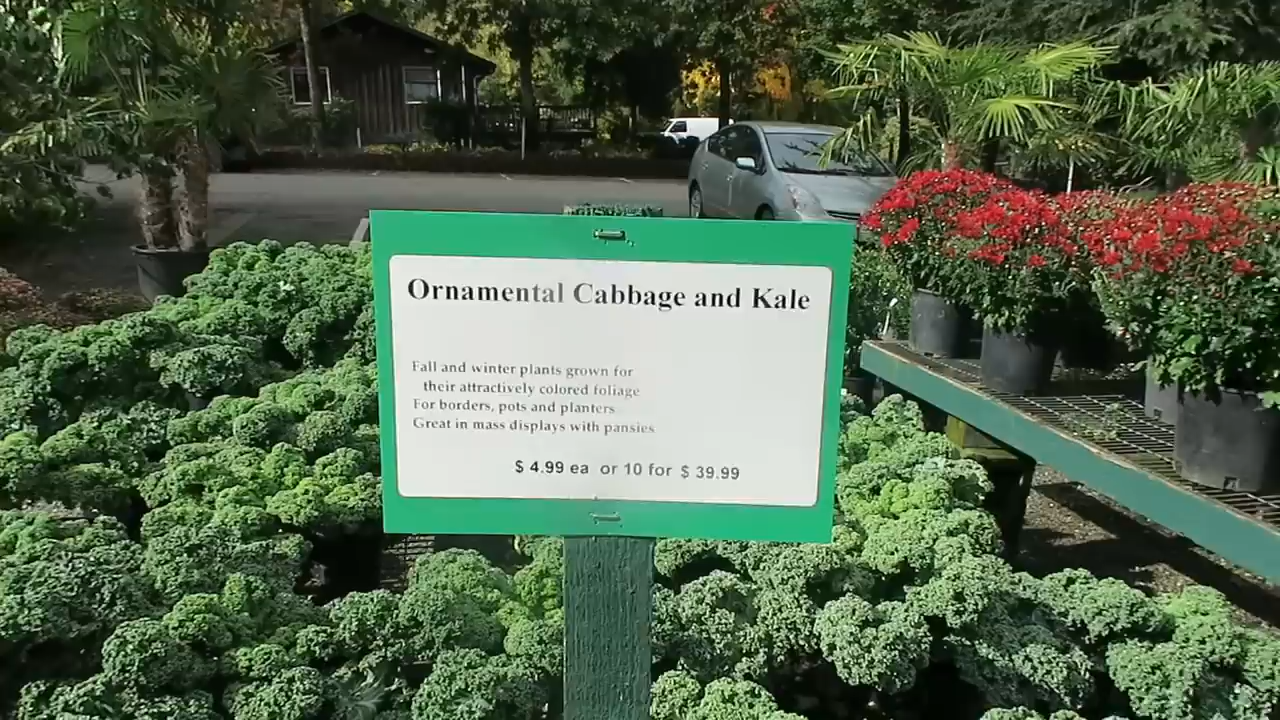 Ornamental Cabbage and Kale
Fall and winter plants grown for
their attractively colored foliage
For borders, pots and planters
Great in mass displays with pansies
$ 4.99 ea or 10 for $ 39.99